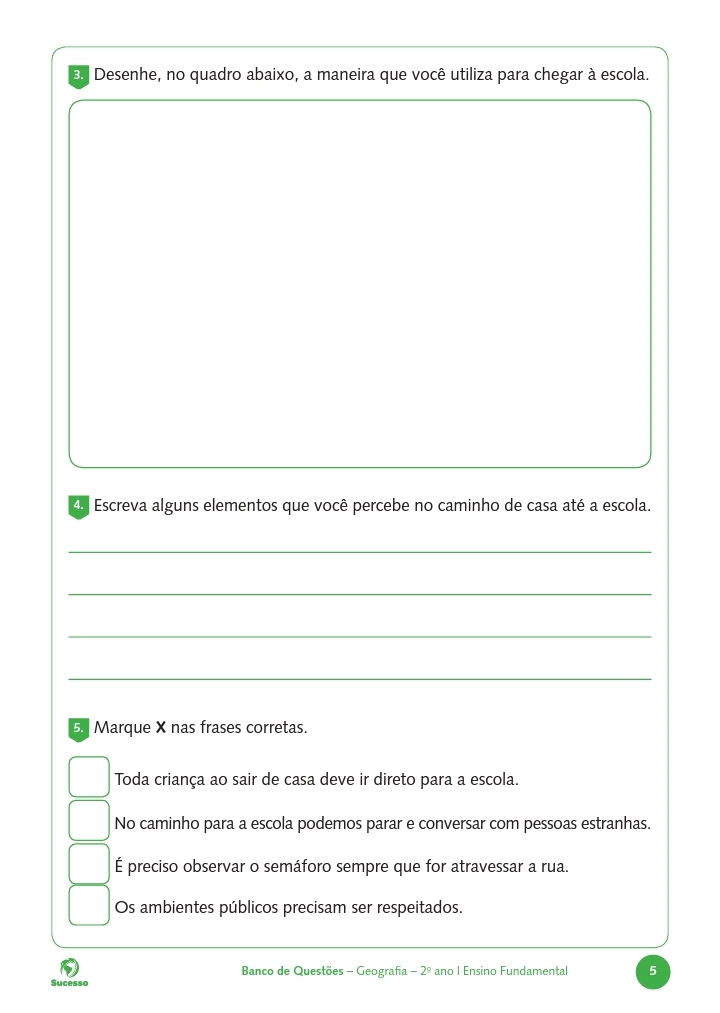 3. Desenhe, no quadro abaixo, a maneira que você utiliza para chegar à escola.
4. Escreva alguns elementos que você percebe no caminho de casa até a escola.
5. Marque X nas frases corretas.
Toda criança ao sair de casa deve ir direto para a escola.
No caminho para a escola podemos parar e conversar com pessoas estranhas.
É preciso observar o semáforo sempre que for atravessar a rua.
Os ambientes públicos precisam ser respeitados.
Sucesso
Banco de Questões – Geografia – 2º ano | Ensino Fundamental
5